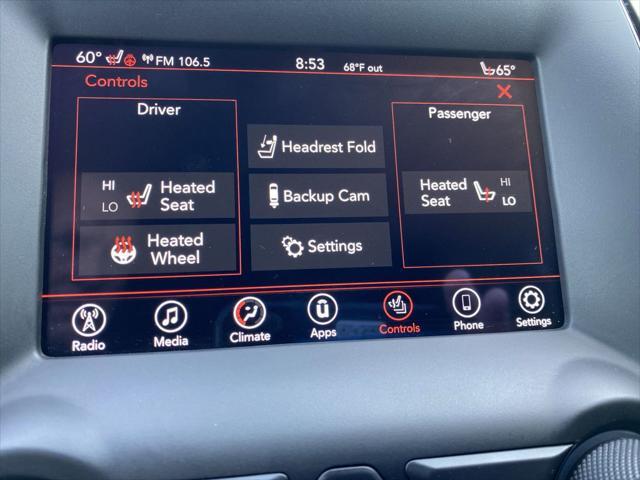 60° FM 106.5 8:53 68°F out 65°
Controls
Driver
HI
LO
Heated
Seat
Heated
Wheel
Headrest Fold
Backup Cam
Settings
Passenger
Heated
Seat
HI
LO
Radio Media Climate Apps Controls Phone Settings